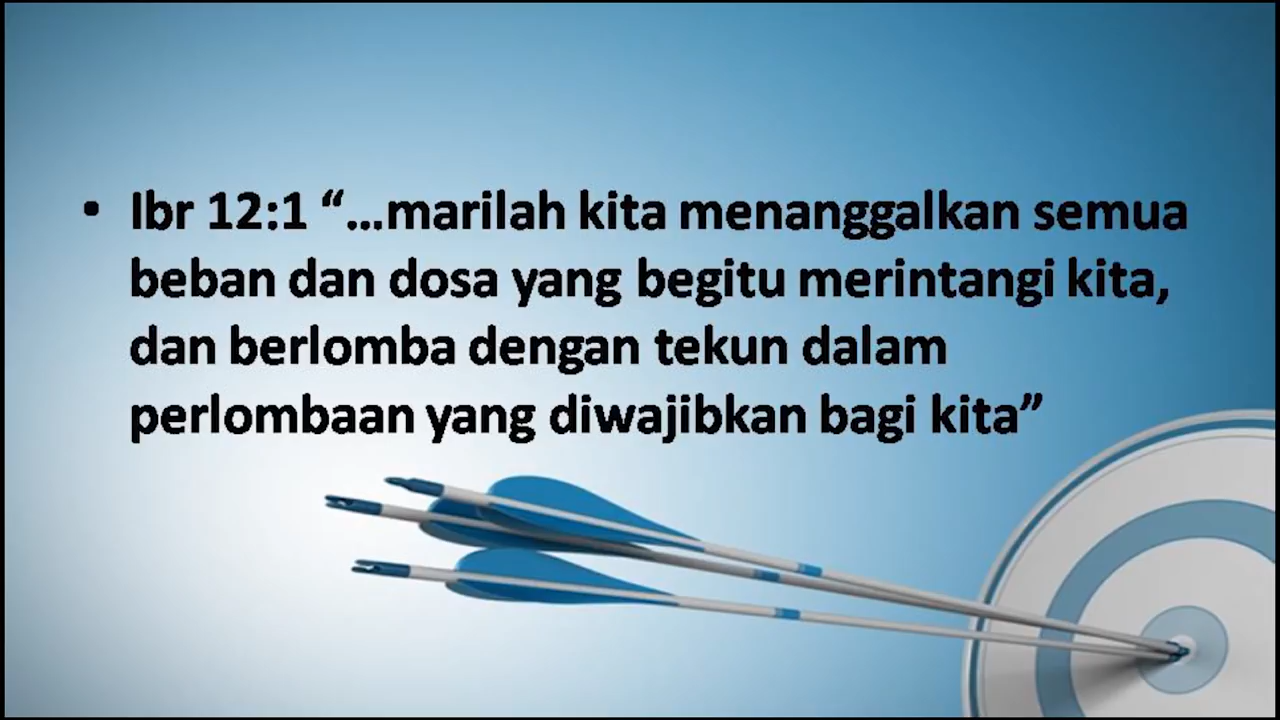 • Ibr 12:1 “…marilah kita menanggalkan semua
beban dan dosa yang begitu merintangi kita,
dan berlomba dengan tekun dalam
perlombaan yang diwajibkan bagi kita”